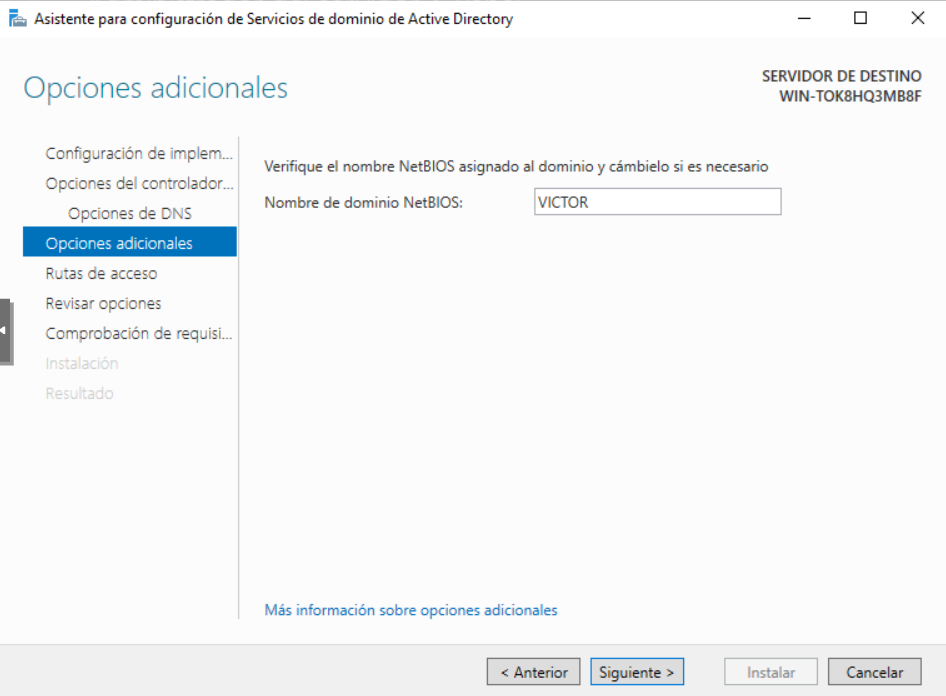 Asistente para configuración de Servicios de dominio de Active Directory
Opciones adicionales
SERVIDOR DE DESTINO
WIN-TOK8HQ3MB8F
Configuración de implem...
Opciones del controlador...
Opciones de DNS
Opciones adicionales
Rutas de acceso
Revisar opciones
Comprobación de requisi...
Instalación
Resultado
Verifique el nombre NetBIOS asignado al dominio y cámbielo si es necesario
Nombre de dominio NetBIOS: VICTOR
Más información sobre opciones adicionales
< Anterior Siguiente > Instalar Cancelar